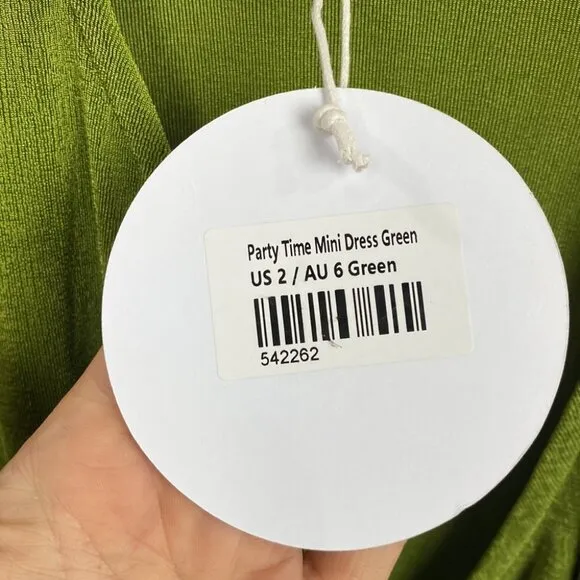 Party Time Mini Dress Green
US 2 / AU 6 Green
542262